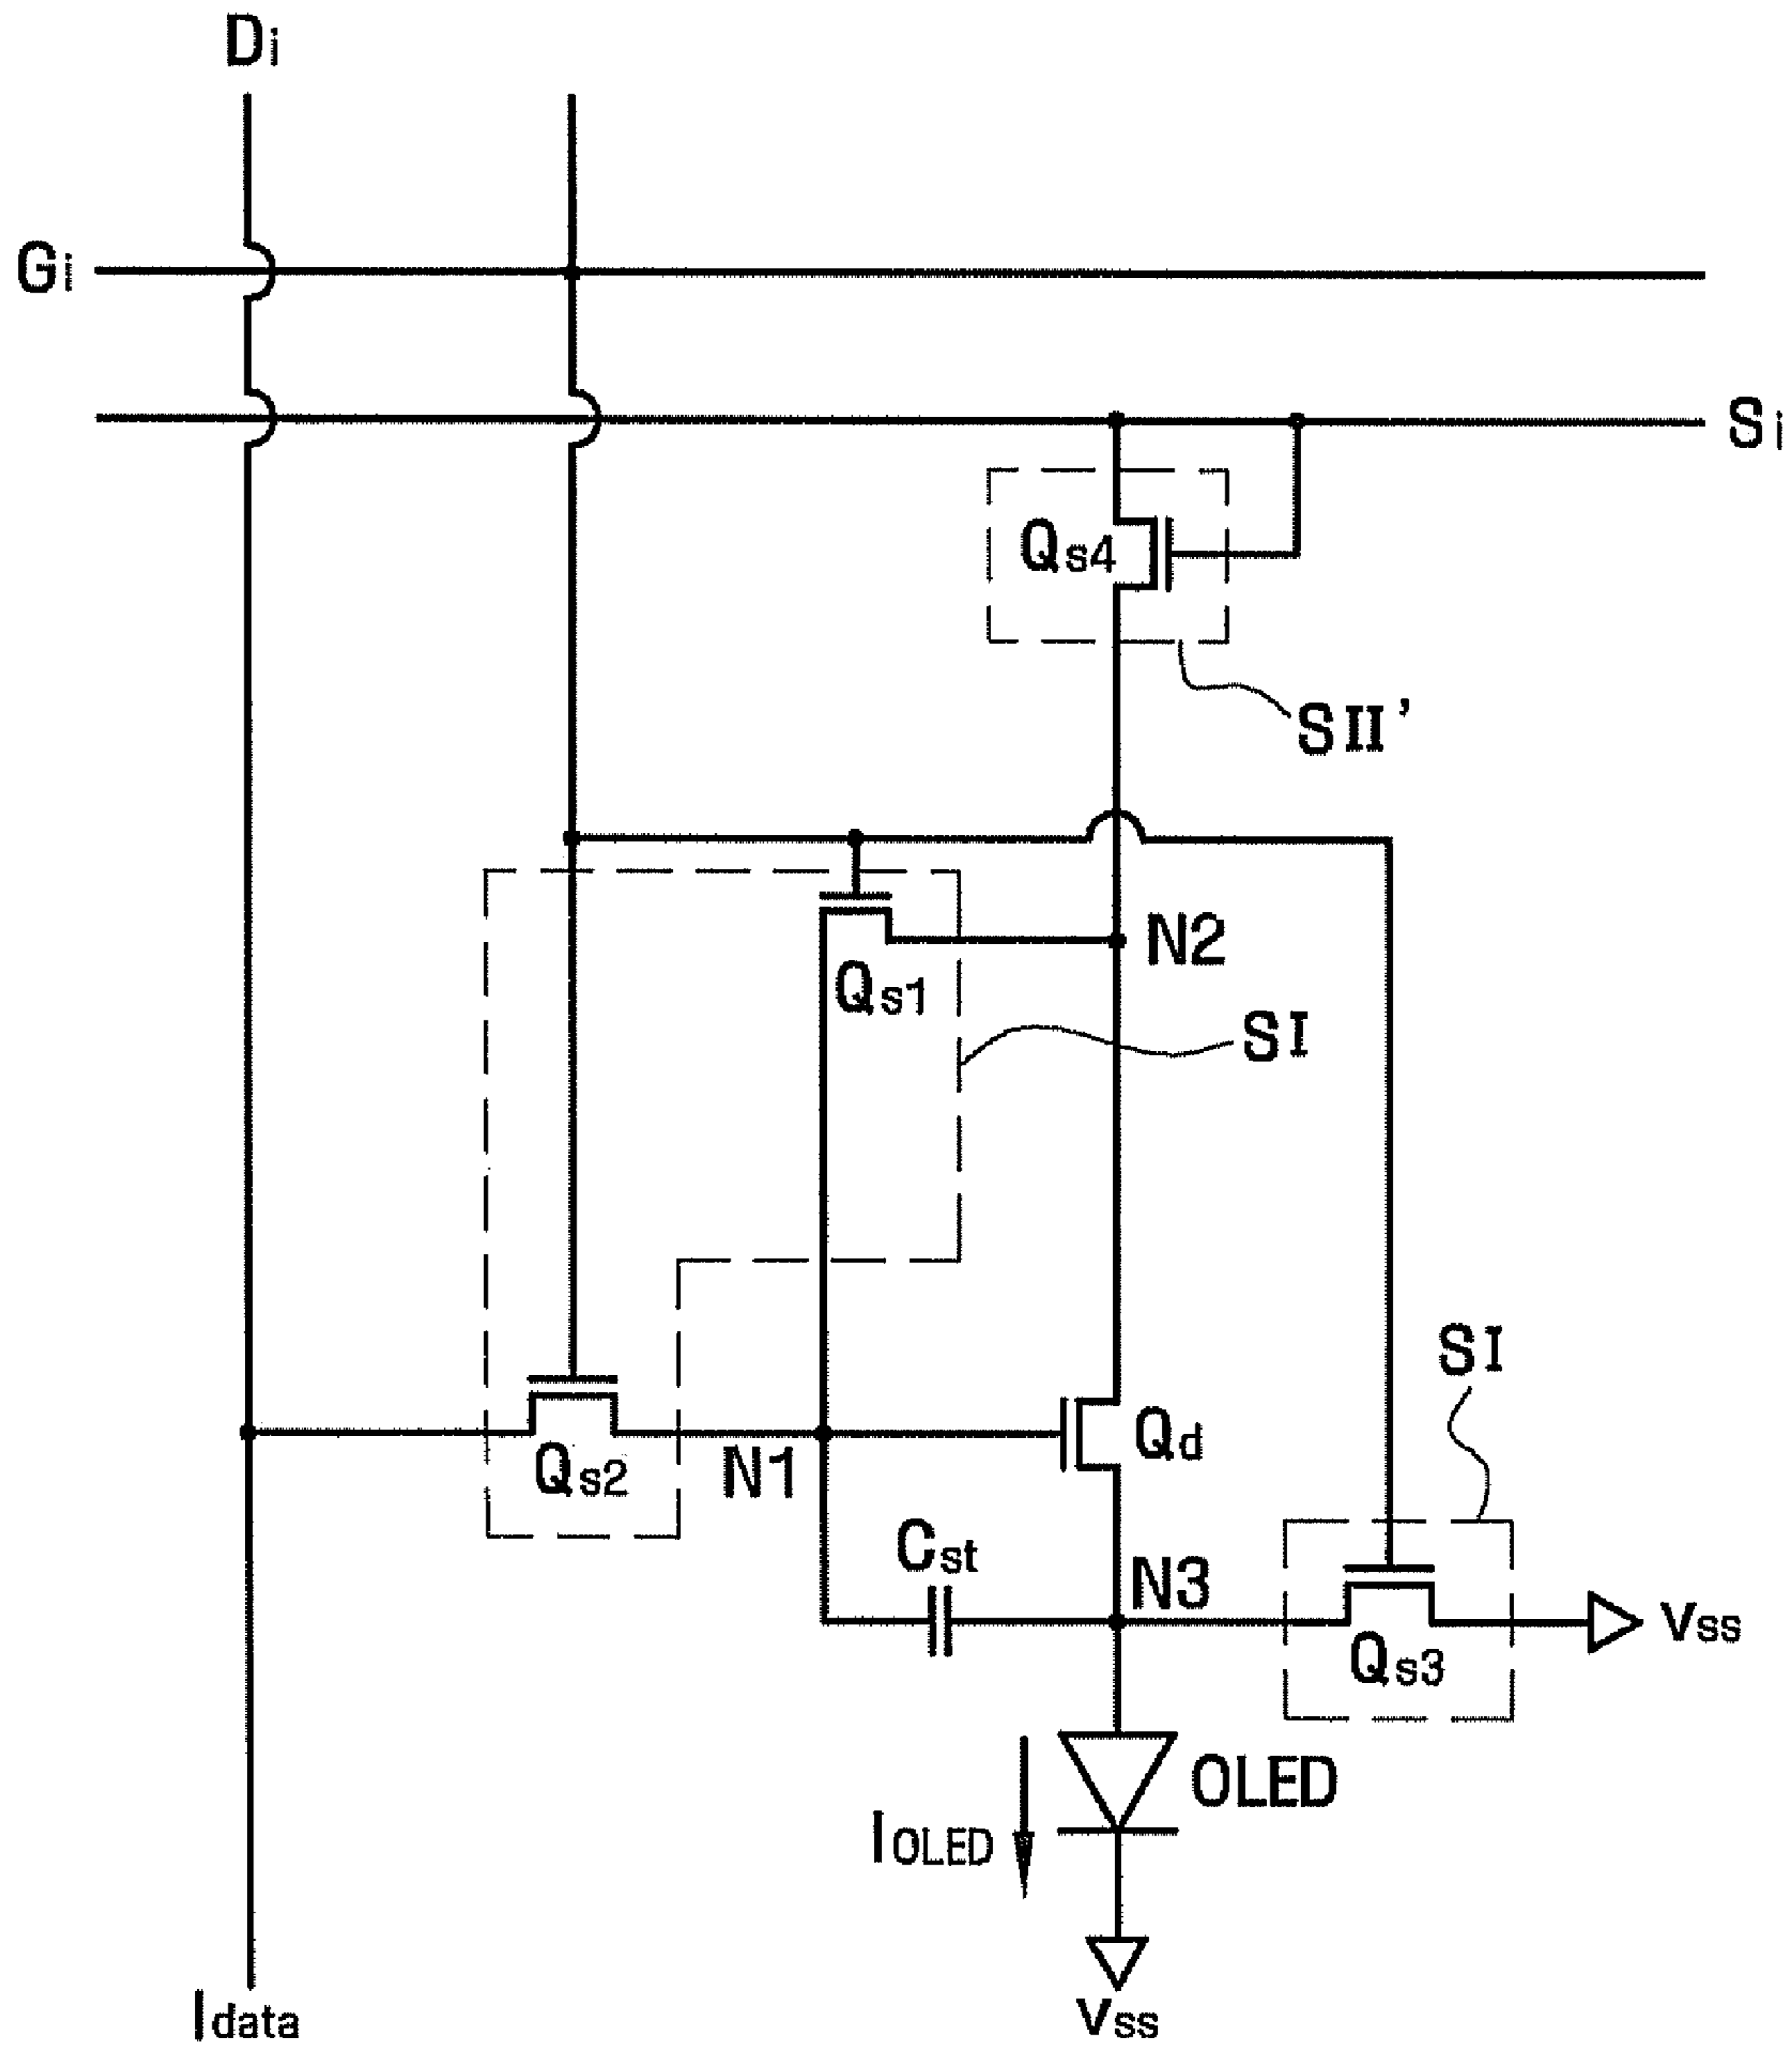 Di
Gi
Si
Qs4
SII'
N2
Qs1
SI
SI
Qd
Qs2
N1
Cst
N3
Vss
Qs3
OLED
IOLED
Idata
Vss